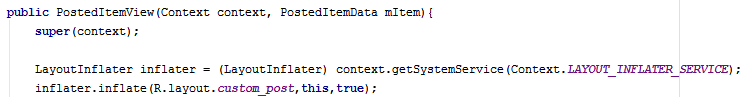 public PostedItemView(Context context, PostedItemData mItem){
super(context);
LayoutInflater inflater = (LayoutInflater) context.getSystemService(Context.LAYOUT_INFLATER_SERVICE);
inflater.inflate(R.layout.custom_post,this,true);